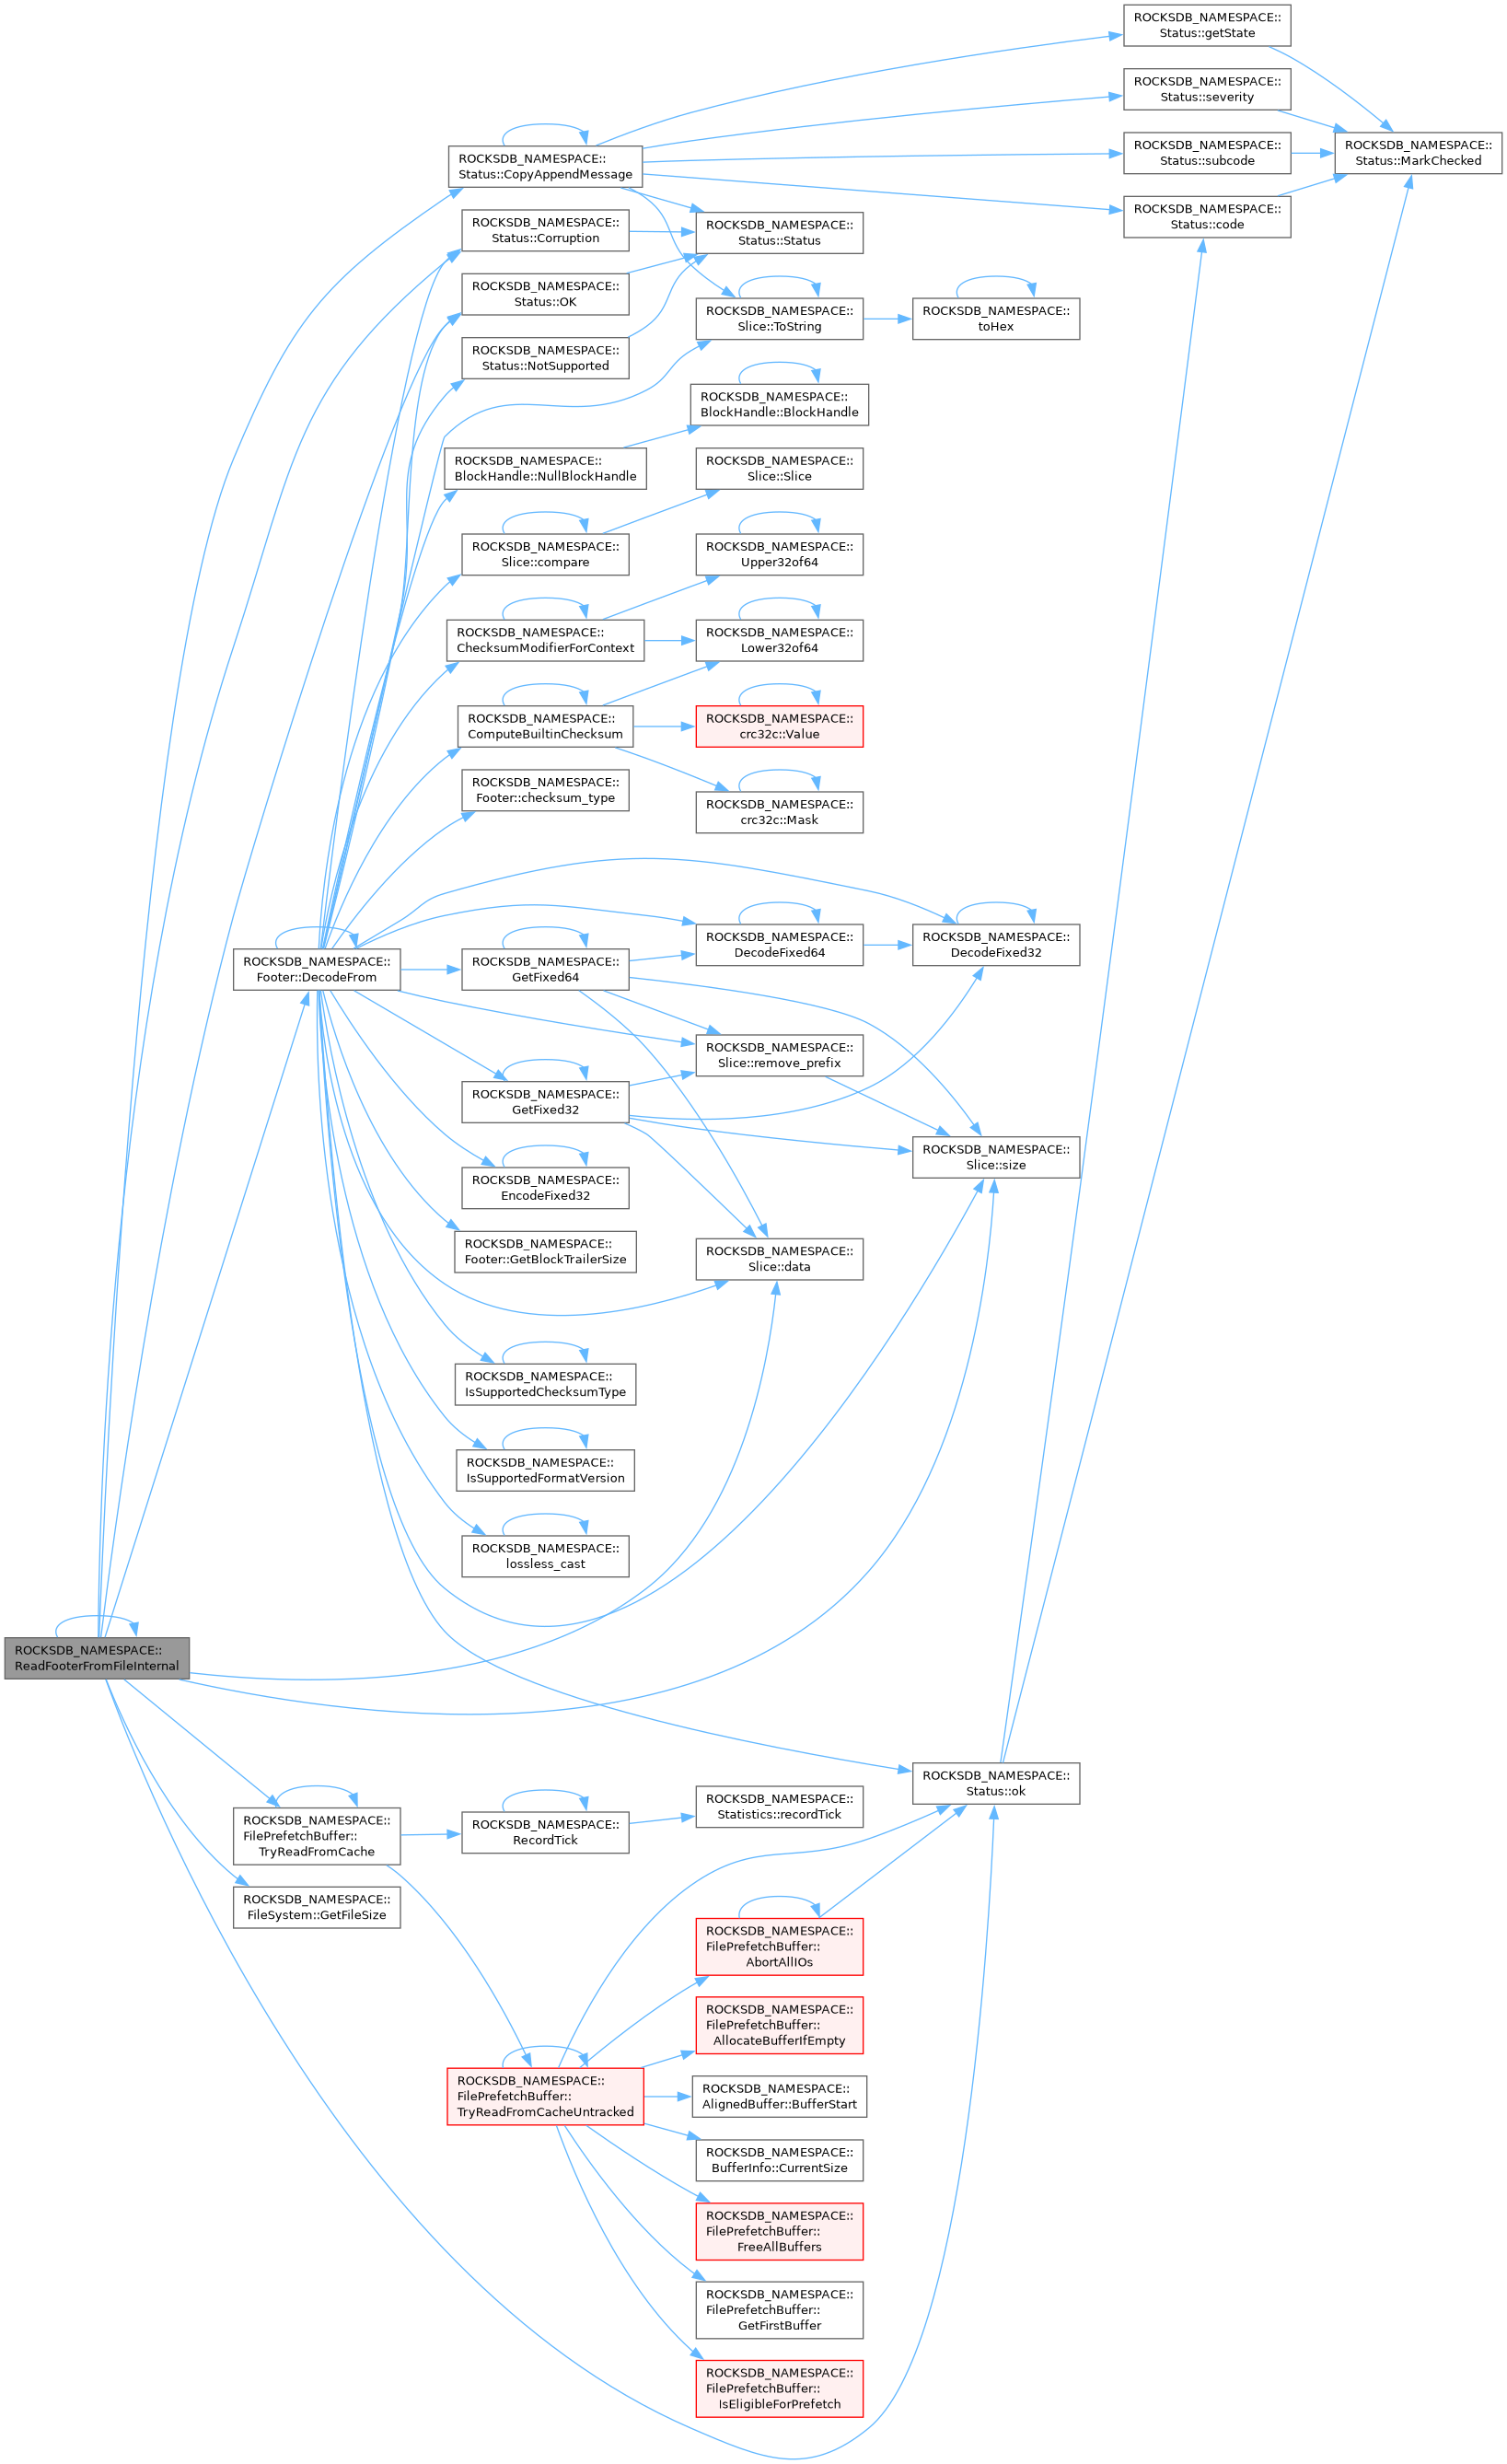 ROCKSDB_NAMESPACE::
ReadFooterFromFileInternal
ROCKSDB_NAMESPACE::
Footer::DecodeFrom
ROCKSDB_NAMESPACE::
FilePrefetchBuffer::
TryReadFromCache
ROCKSDB_NAMESPACE::
FileSystem::GetFileSize
ROCKSDB_NAMESPACE::
Status::CopyAppendMessage
ROCKSDB_NAMESPACE::
Status::Corruption
ROCKSDB_NAMESPACE::
Status::OK
ROCKSDB_NAMESPACE::
Status::NotSupported
ROCKSDB_NAMESPACE::
BlockHandle::NullBlockHandle
ROCKSDB_NAMESPACE::
Slice::compare
ROCKSDB_NAMESPACE::
ChecksumModifierForContext
ROCKSDB_NAMESPACE::
ComputeBuiltinChecksum
ROCKSDB_NAMESPACE::
Footer::checksum_type
ROCKSDB_NAMESPACE::
GetFixed64
ROCKSDB_NAMESPACE::
GetFixed32
ROCKSDB_NAMESPACE::
EncodeFixed32
ROCKSDB_NAMESPACE::
Footer::GetBlockTrailerSize
ROCKSDB_NAMESPACE::
IsSupportedChecksumType
ROCKSDB_NAMESPACE::
IsSupportedFormatVersion
ROCKSDB_NAMESPACE::
lossless_cast
ROCKSDB_NAMESPACE::
RecordTick
ROCKSDB_NAMESPACE::
FilePrefetchBuffer::
TryReadFromCacheUntracked
ROCKSDB_NAMESPACE::
Status::Status
ROCKSDB_NAMESPACE::
Slice::ToString
ROCKSDB_NAMESPACE::
BlockHandle::BlockHandle
ROCKSDB_NAMESPACE::
Slice::Slice
ROCKSDB_NAMESPACE::
Upper32of64
ROCKSDB_NAMESPACE::
Lower32of64
ROCKSDB_NAMESPACE::
crc32c::Value
ROCKSDB_NAMESPACE::
crc32c::Mask
ROCKSDB_NAMESPACE::
DecodeFixed64
ROCKSDB_NAMESPACE::
Slice::remove_prefix
ROCKSDB_NAMESPACE::
Slice::data
ROCKSDB_NAMESPACE::
Statistics::recordTick
ROCKSDB_NAMESPACE::
FilePrefetchBuffer::
AbortAllIOs
ROCKSDB_NAMESPACE::
FilePrefetchBuffer::
AllocateBufferIfEmpty
ROCKSDB_NAMESPACE::
AlignedBuffer::BufferStart
ROCKSDB_NAMESPACE::
BufferInfo::CurrentSize
ROCKSDB_NAMESPACE::
FilePrefetchBuffer::
FreeAllBuffers
ROCKSDB_NAMESPACE::
FilePrefetchBuffer::
GetFirstBuffer
ROCKSDB_NAMESPACE::
FilePrefetchBuffer::
IsEligibleForPrefetch
ROCKSDB_NAMESPACE::
toHex
ROCKSDB_NAMESPACE::
DecodeFixed32
ROCKSDB_NAMESPACE::
Slice::size
ROCKSDB_NAMESPACE::
Status::ok
ROCKSDB_NAMESPACE::
Status::getState
ROCKSDB_NAMESPACE::
Status::severity
ROCKSDB_NAMESPACE::
Status::subcode
ROCKSDB_NAMESPACE::
Status::code
ROCKSDB_NAMESPACE::
Status::MarkChecked